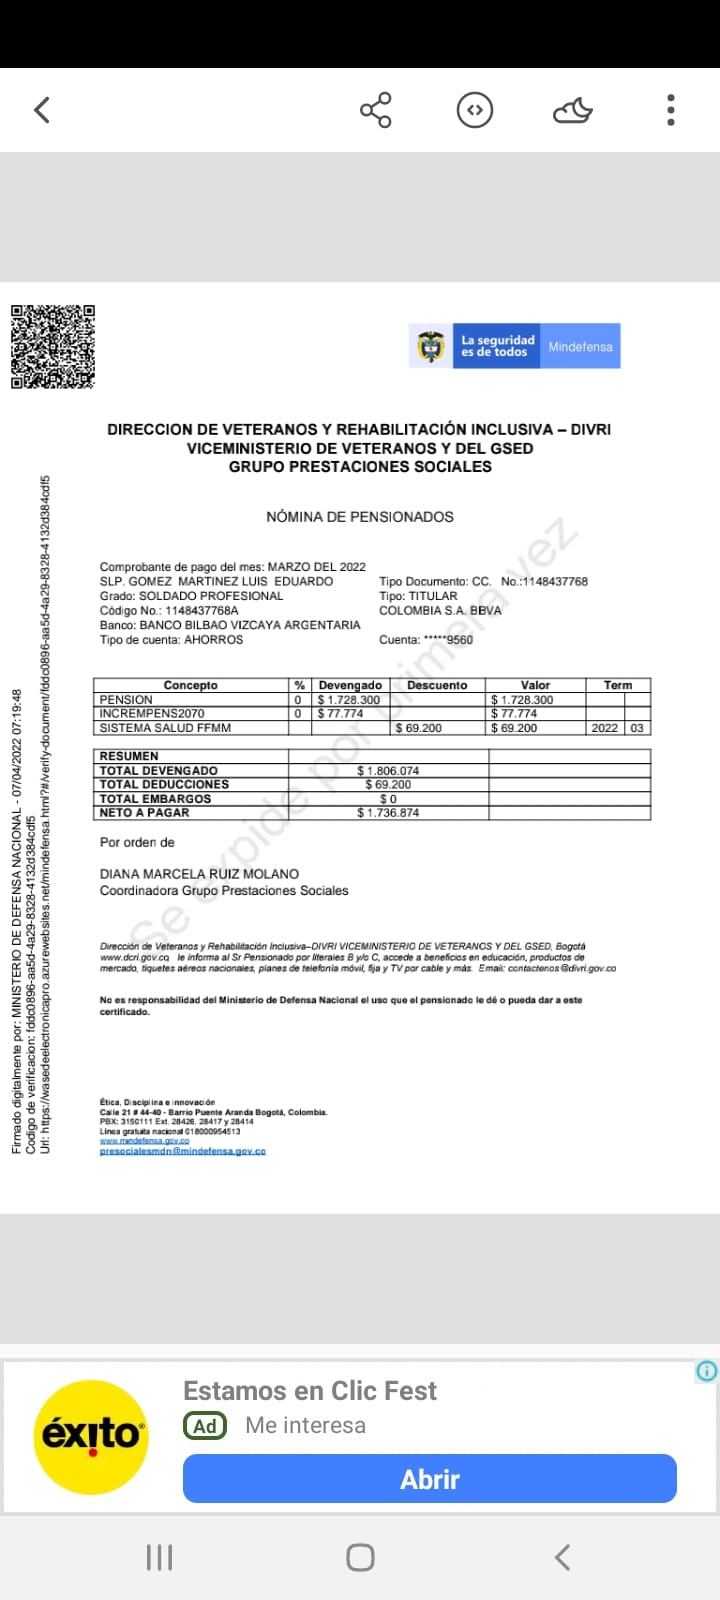 La seguridad
es de todos
Mindefensa
DIRECCION DE VETERANOS Y REHABILITACIÓN INCLUSIVA – DIVRI
VICEMINISTERIO DE VETERANOS Y DEL GSED
GRUPO PRESTACIONES SOCIALES
NÓMINA DE PENSIONADOS
Comprobante de pago del mes: MARZO DEL 2022
SLP. GOMEZ MARTINEZ LUIS EDUARDO Tipo Documento: CC. No.:1148437768
Grado: SOLDADO PROFESIONAL Tipo: TITULAR
Código No.: 1148437768A COLOMBIA S.A. BBVA
Banco: BANCO BILBAO VIZCAYA ARGENTARIA
Tipo de cuenta: AHORROS Cuenta: *****9560
Concepto % Devengado Descuento Valor Term
PENSION 0 $ 1.728.300 $ 1.728.300
INCREMPENS2070 0 $ 77.774 $ 77.774
SISTEMA SALUD FFMM $ 69.200 $ 69.200 2022 03
RESUMEN
TOTAL DEVENGADO $ 1.806.074
TOTAL DEDUCCIONES $ 69.200
TOTAL EMBARGOS $ 0
NETO A PAGAR $ 1.736.874
Por orden de
DIANA MARCELA RUIZ MOLANO
Coordinadora Grupo Prestaciones Sociales
Se expide por primera vez
Dirección de Veteranos y Rehabilitación Inclusiva–DIVRI VICEMINISTERIO DE VETERANOS Y DEL GSED, Bogotá
www.dcri.gov.cq le informa al Sr Pensionado por literales B y/o C, accede a beneficios en educación, productos de
mercado, tiquetes aéreos nacionales, planes de telefonía móvil, fija y TV por cable y más. Email: contactenos@divri.gov.co
No es responsabilidad del Ministerio de Defensa Nacional el uso que el pensionado le dé o pueda dar a este
certificado.
Ética, Disciplina e innovación
Calle 21 # 44-40 - Barrio Puente Aranda Bogotá, Colombia.
PBX: 3150111 Ext. 28426, 28417 y 28414
Línea gratuita nacional 018000954513
www.mindefensa.gov.co
presocialesmdn@mindefensa.gov.co
Firmado digitalmente por: MINISTERIO DE DEFENSA NACIONAL - 07/04/2022 07:19:48
Codigo de verificacion: fddc0896-aa5d-4a29-8328-4132d384cdf5
Url: https://wasedeelectronicapro.azurewebsites.net/mindefensa.html?#/verify-document/fddc0896-aa5d-4a29-8328-4132d384cdf5
éxito
Estamos en Clic Fest
Ad Me interesa
Abrir